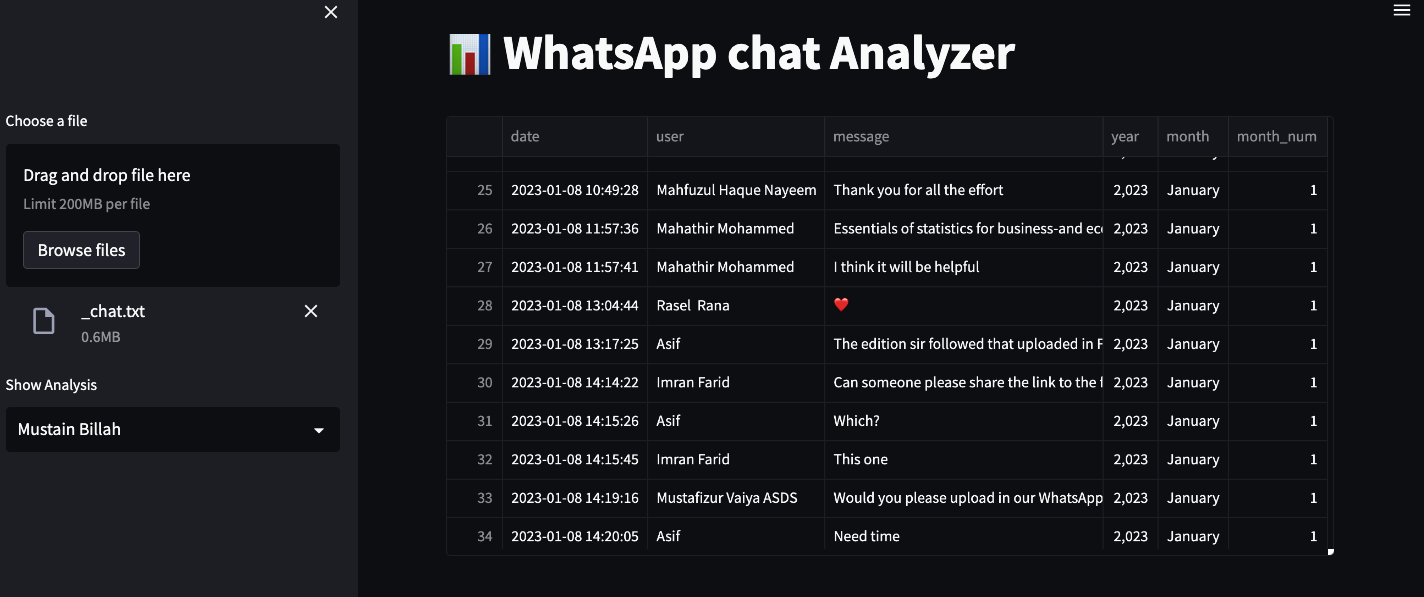 WhatsApp chat Analyzer
Choose a file
Drag and drop file here
Limit 200MB per file
Browse files
_chat.txt
0.6MB
Show Analysis
Mustain Billah
date user message year month month_num
25 2023-01-08 10:49:28 Mahfuzul Haque Nayeem Thank you for all the effort 2,023 January 1
26 2023-01-08 11:57:36 Mahathir Mohammed Essentials of statistics for business-and 2,023 January 1
27 2023-01-08 11:57:41 Mahathir Mohammed I think it will be helpful 2,023 January 1
28 2023-01-08 13:04:44 Rasel Rana ❤️ 2,023 January 1
29 2023-01-08 13:17:25 Asif The edition sir followed that uploaded in 2,023 January 1
30 2023-01-08 14:14:22 Imran Farid Can someone please share the link to the 2,023 January 1
31 2023-01-08 14:15:26 Asif Which? 2,023 January 1
32 2023-01-08 14:15:45 Imran Farid This one 2,023 January 1
33 2023-01-08 14:19:16 Mustafizur Vaiya ASDS Would you please upload in our WhatsApp 2,023 January 1
34 2023-01-08 14:20:05 Asif Need time 2,023 January 1